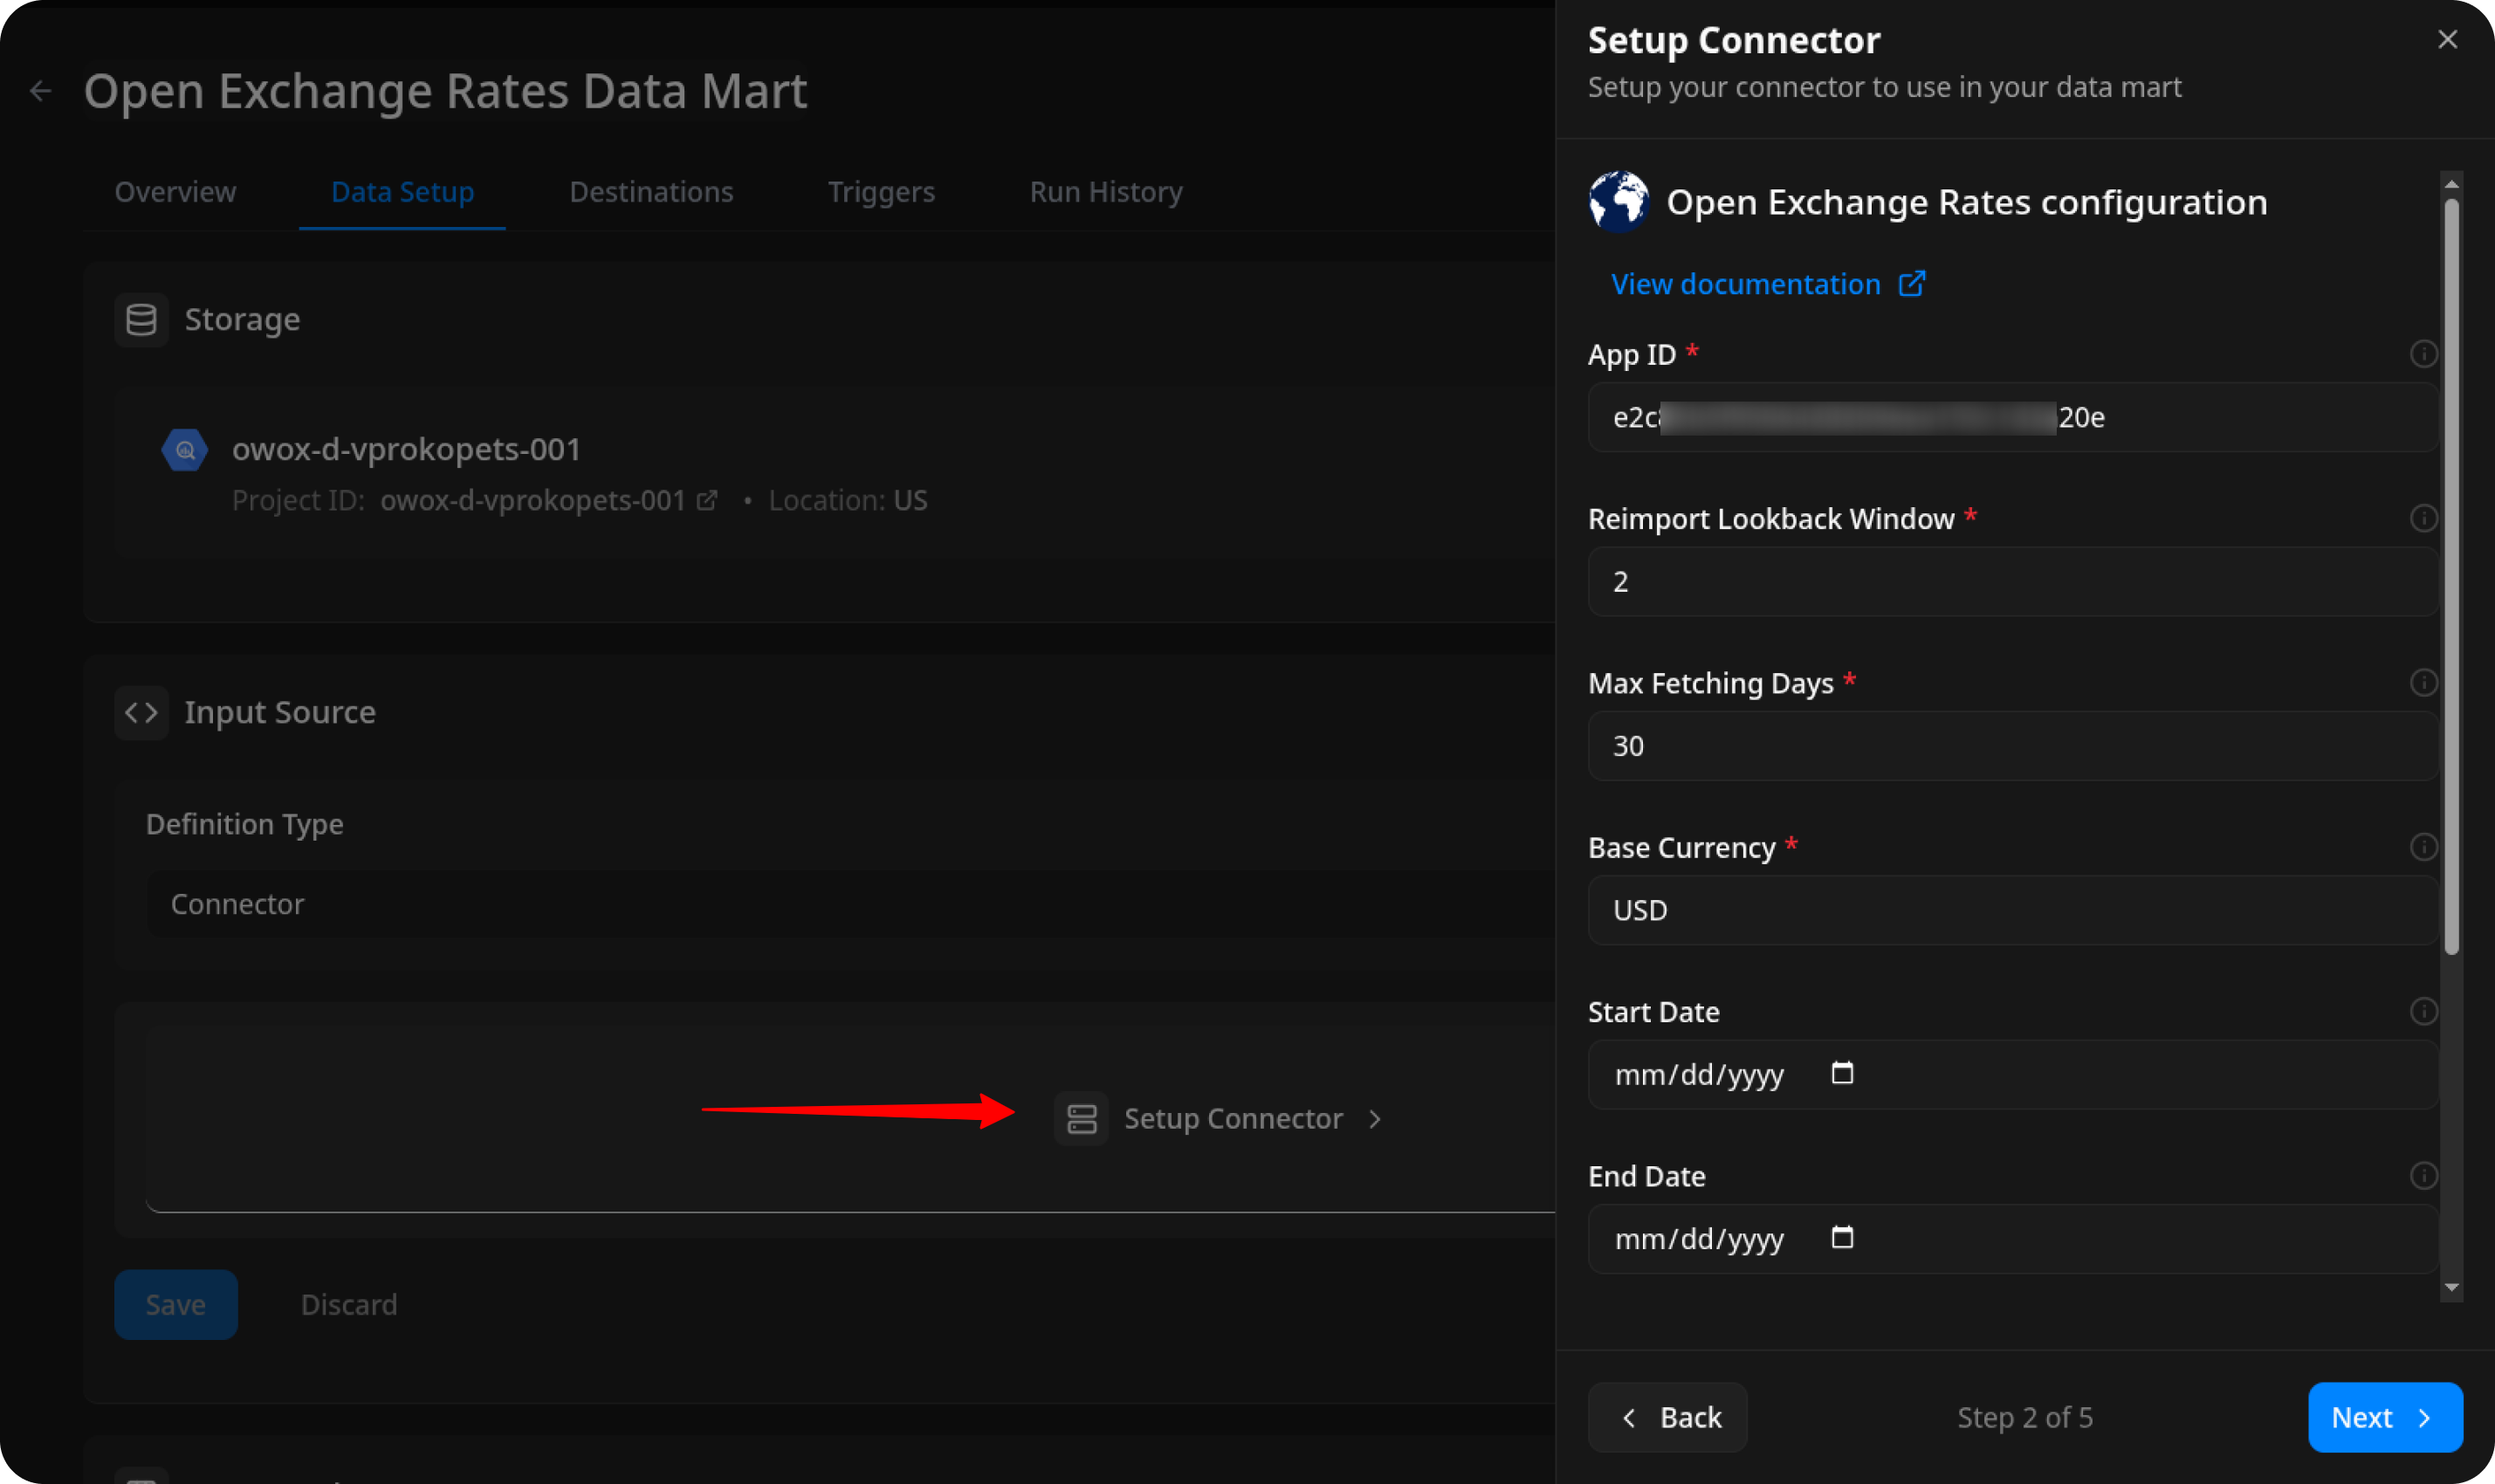 Open Exchange Rates Data Mart
Overview
Data Setup
Destinations
Triggers
Run History
Storage
owox-d-vprokopets-001
Project ID: owox-d-vprokopets-001 • Location: US
Input Source
Definition Type
Connector
Setup Connector
Save
Discard
Setup Connector
Setup your connector to use in your data mart
Open Exchange Rates configuration
View documentation
App ID *
e2c 20e
Reimport Lookback Window *
2
Max Fetching Days *
30
Base Currency *
USD
Start Date
mm/dd/yyyy
End Date
mm/dd/yyyy
Back
Step 2 of 5
Next